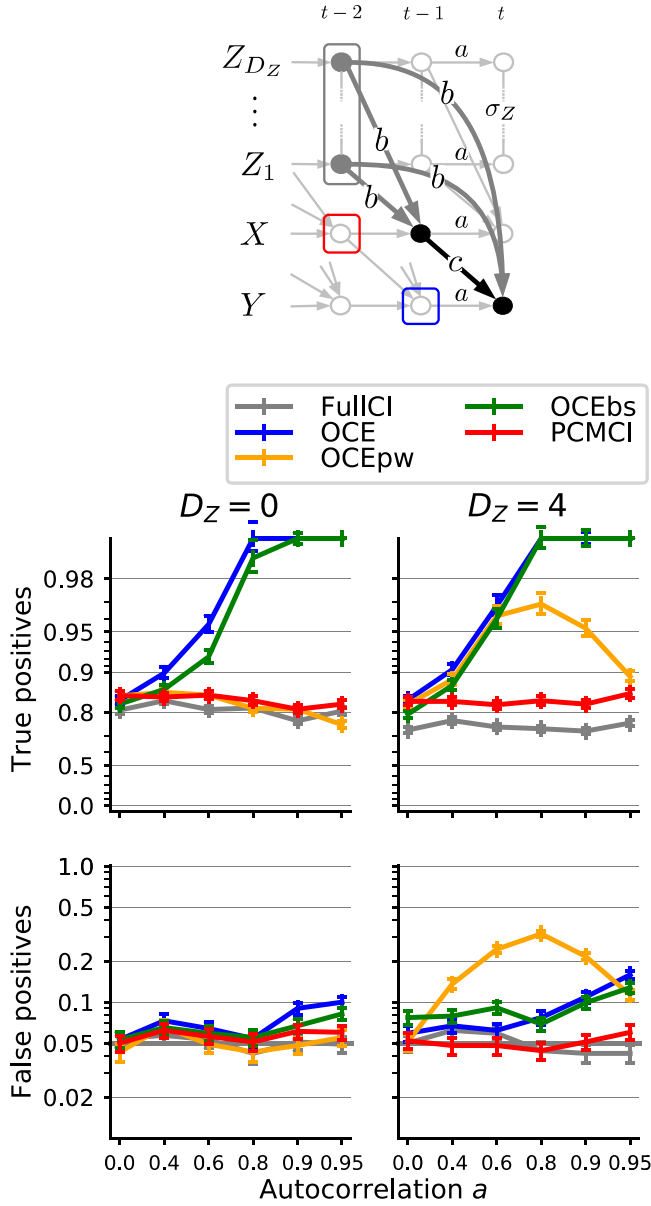 t − 2 t − 1 t
Z_{D_Z} a
b
σ_Z
⋮
b
Z_1 a
b b
X a
c
Y a
FullCI OCEbs
OCE PCMCI
OCEpw
D_Z = 0 D_Z = 4
True positives
0.98
0.95
0.9
0.8
0.5
0.0
False positives
1.0
0.5
0.2
0.1
0.05
0.02
0.0 0.4 0.6 0.8 0.9 0.95 0.0 0.4 0.6 0.8 0.9 0.95
Autocorrelation a